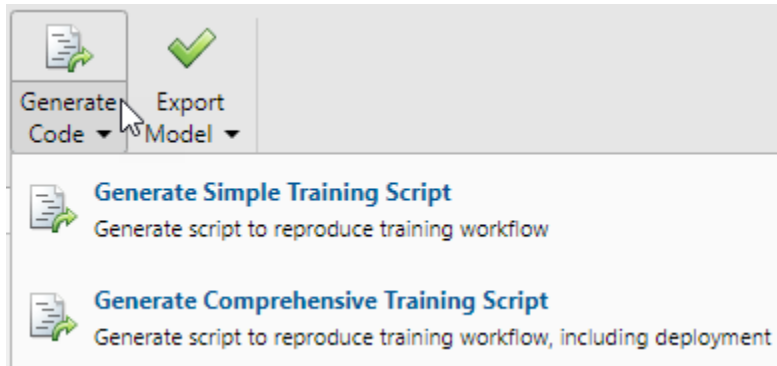 Generate
Code
Export
Model
Generate Simple Training Script
Generate script to reproduce training workflow
Generate Comprehensive Training Script
Generate script to reproduce training workflow, including deployment